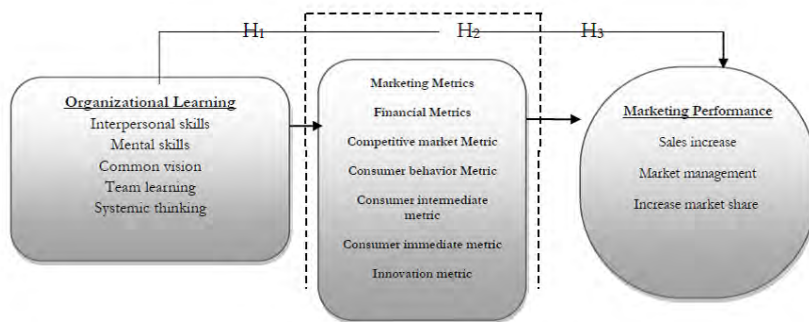 H1
H2
H3
Organizational Learning
Interpersonal skills
Mental skills
Common vision
Team learning
Systemic thinking
Marketing Metrics
Financial Metrics
Competitive market Metric
Consumer behavior Metric
Consumer intermediate
metric
Consumer immediate metric
Innovation metric
Marketing Performance
Sales increase
Market management
Increase market share